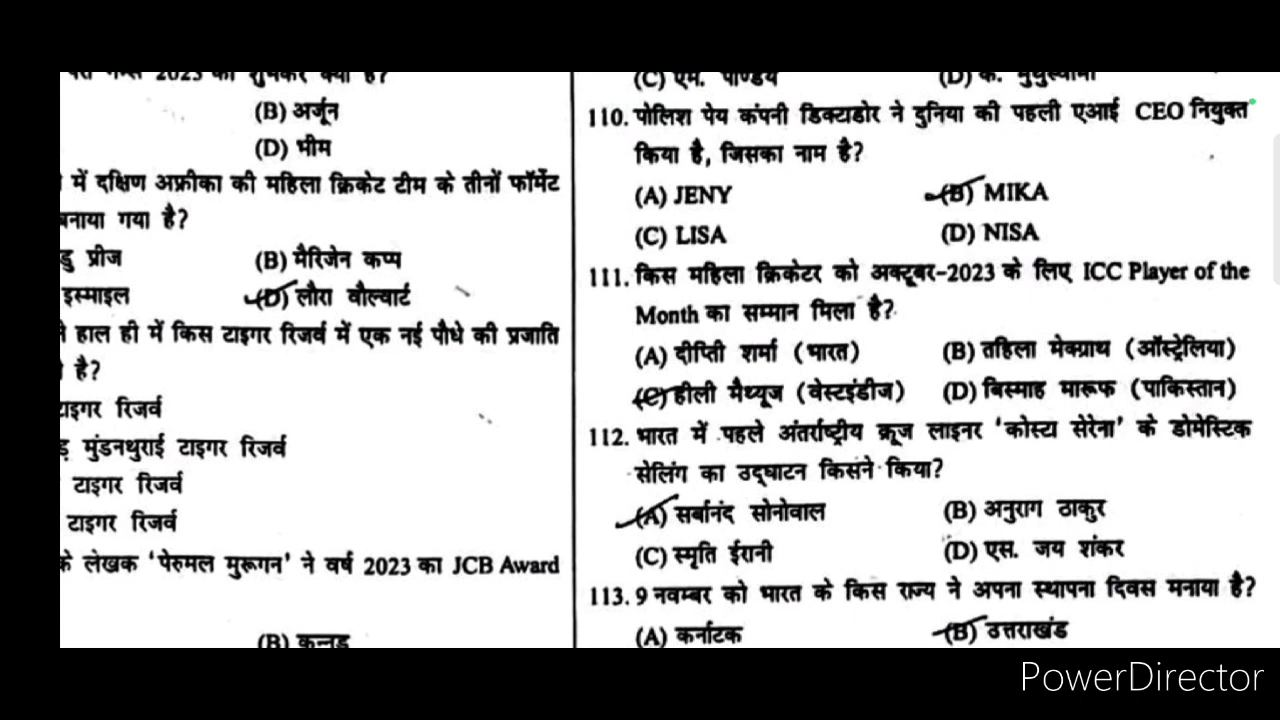 (B) अर्जून
(D) भीम
में दक्षिण अफ्रीका की महिला क्रिकेट टीम के तीनों फॉर्मेट
बनाया गया है?
डु प्रीज (B) मैरिजेन कप्प
इस्माइल (D) लौरा वौल्वार्ट
ने हाल ही में किस टाइगर रिजर्व में एक नई पौधे की प्रजाति
है?
टाइगर रिजर्व
मुंडनथुराई टाइगर रिजर्व
टाइगर रिजर्व
टाइगर रिजर्व
के लेखक 'पेरुमल मुरूगन' ने वर्ष 2023 का JCB Award
(B) कन्नड़
(C) एम. पाण्डेय (D) के. मुथुस्वामी
110. पोलिश पेय कंपनी डिक्टाडोर ने दुनिया की पहली एआई CEO नियुक्त
किया है, जिसका नाम है?
(A) JENY (B) MIKA
(C) LISA (D) NISA
111. किस महिला क्रिकेटर को अक्टूबर-2023 के लिए ICC Player of the
Month का सम्मान मिला है?
(A) दीप्ती शर्मा (भारत) (B) तहिला मेक्ग्राथ (ऑस्ट्रेलिया)
(C) हीली मैथ्यूज (वेस्टइंडीज) (D) बिस्माह मारूफ (पाकिस्तान)
112. भारत में पहले अंतर्राष्ट्रीय क्रूज लाइनर 'कोस्टा सेरेना' के डोमेस्टिक
सेलिंग का उद्घाटन किसने किया?
(A) सर्बानंद सोनोवाल (B) अनुराग ठाकुर
(C) स्मृति ईरानी (D) एस. जय शंकर
113. 9 नवम्बर को भारत के किस राज्य ने अपना स्थापना दिवस मनाया है?
(A) कर्नाटक (B) उत्तराखंड
PowerDirector